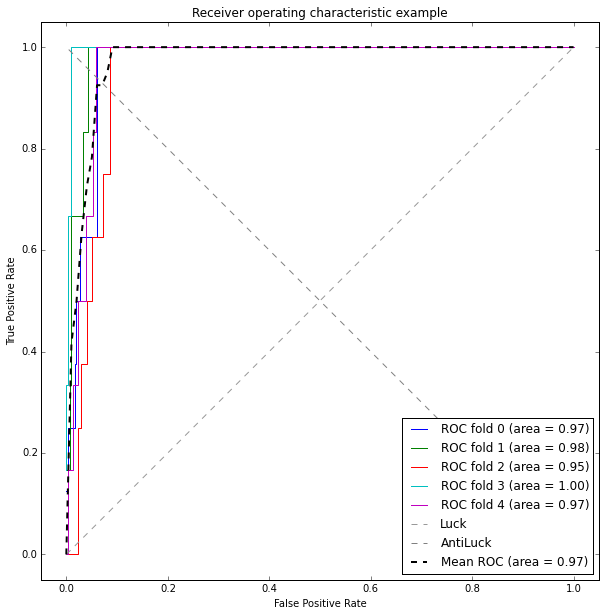 Receiver operating characteristic example
True Positive Rate
1.0
0.8
0.6
0.4
0.2
0.0
ROC fold 0 (area = 0.97)
ROC fold 1 (area = 0.98)
ROC fold 2 (area = 0.95)
ROC fold 3 (area = 1.00)
ROC fold 4 (area = 0.97)
Luck
AntiLuck
Mean ROC (area = 0.97)
0.0 0.2 0.4 0.6 0.8 1.0
False Positive Rate